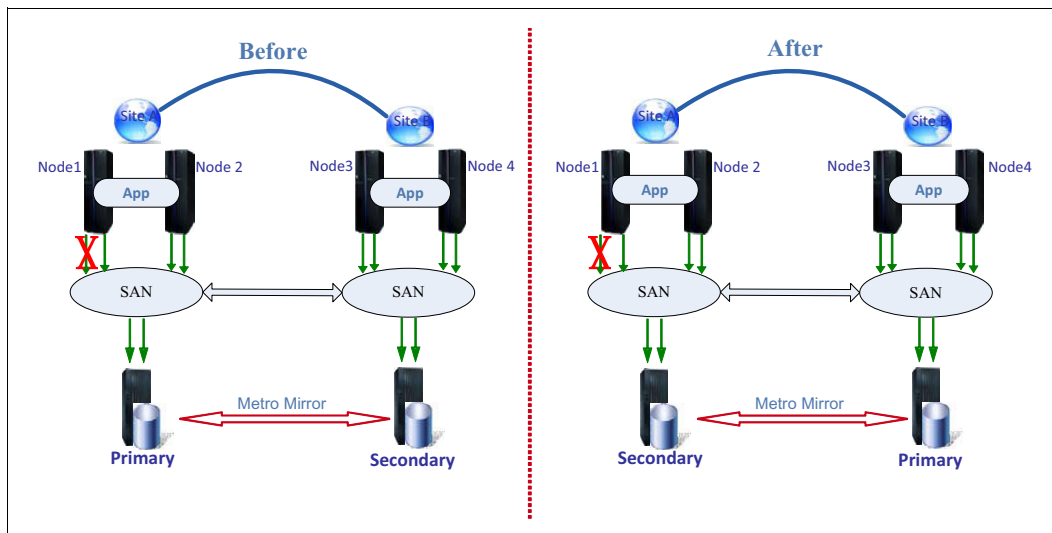 Before
Site A
Site B
Node1
Node 2
Node3
Node 4
App
App
X
SAN
SAN
Metro Mirror
Primary
Secondary
After
Site A
Site B
Node1
Node 2
Node3
Node4
App
App
X
SAN
SAN
Metro Mirror
Secondary
Primary